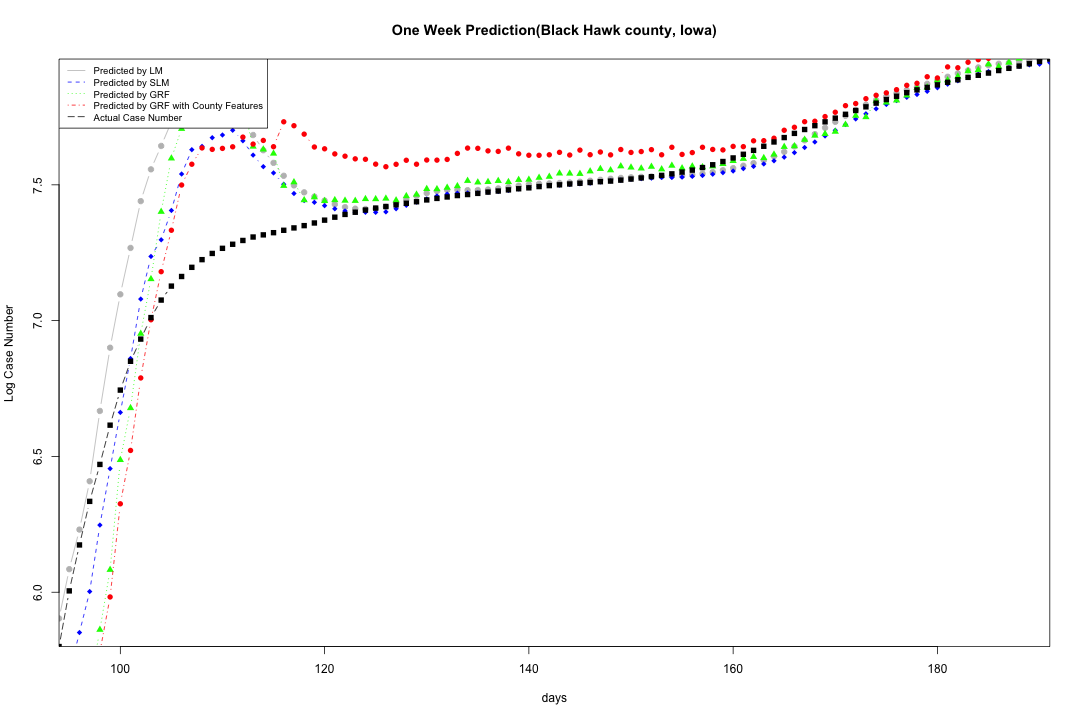 One Week Prediction(Black Hawk county, Iowa)
Predicted by LM
Predicted by SLM
Predicted by GRF
Predicted by GRF with County Features
Actual Case Number
7.5
7.0
6.5
6.0
Log Case Number
100 120 140 160 180
days